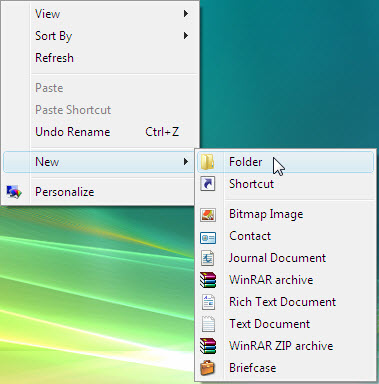 View
Sort By
Refresh
Paste
Paste Shortcut
Undo Rename Ctrl+Z
New
Personalize
Folder
Shortcut
Bitmap Image
Contact
Journal Document
WinRAR archive
Rich Text Document
Text Document
WinRAR ZIP archive
Briefcase